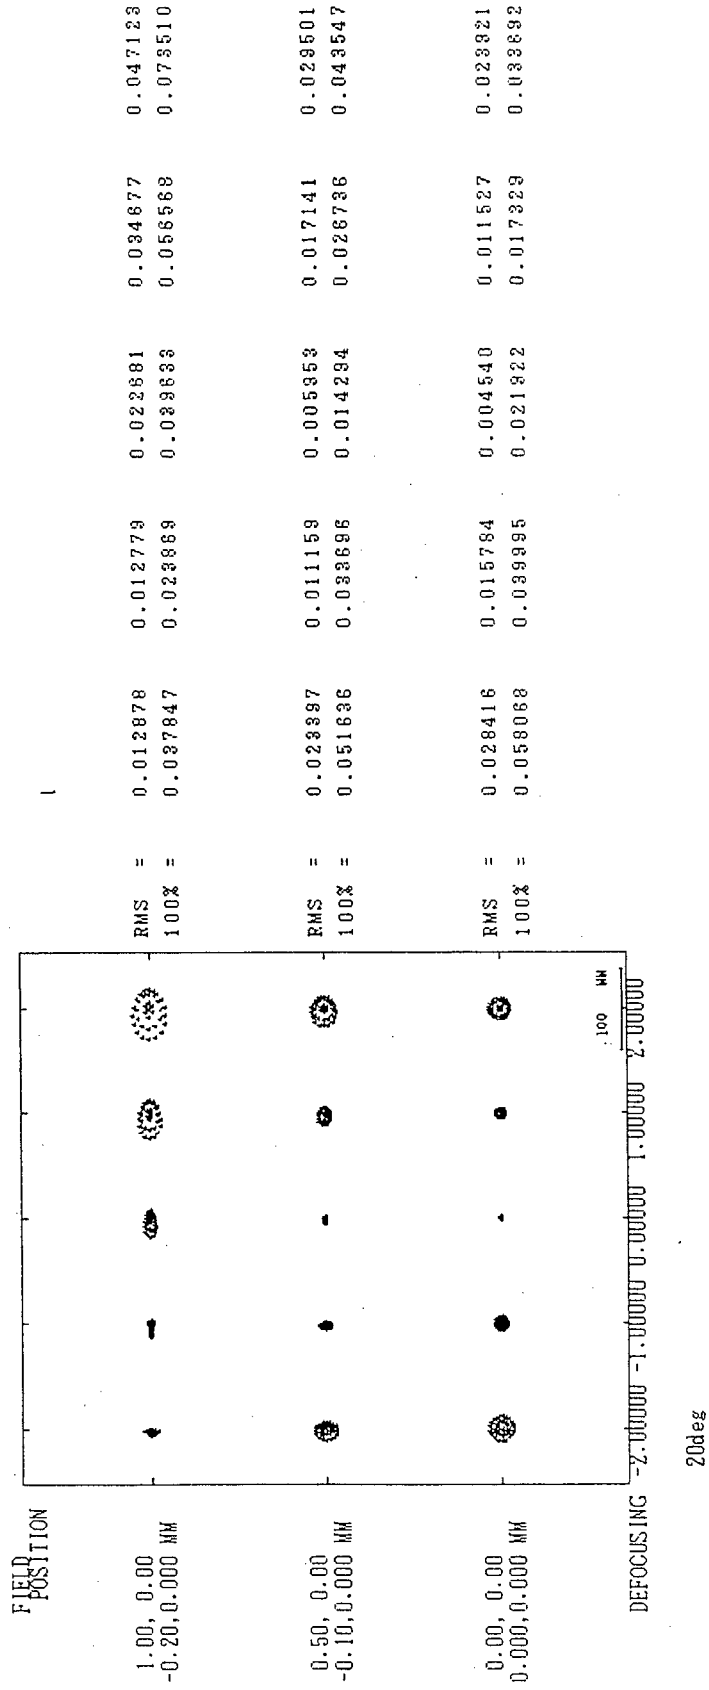 FIELD
POSITION
1.00, 0.00
-0.20,0.000 MM
RMS = 0.012878 0.012779 0.022681 0.034677 0.047123
100% = 0.037847 0.023869 0.039633 0.056568 0.073510
0.50, 0.00
-0.10,0.000 MM
RMS = 0.023397 0.011159 0.005953 0.017141 0.029501
100% = 0.051636 0.033696 0.014294 0.026736 0.043547
0.00, 0.00
0.000,0.000 MM
RMS = 0.028416 0.015784 0.004540 0.011527 0.023321
100% = 0.058068 0.039995 0.021922 0.017329 0.033692
.100 MM
DEFOCUSING -2.00000 -1.00000 0.00000 1.00000 2.00000
20deg